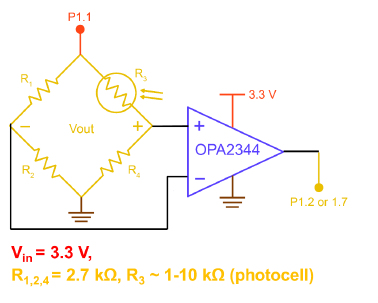 P1.1
R1
R3
3.3 V
− Vout + +
OPA2344
R2
R4
−
P1.2 or 1.7
Vin = 3.3 V,
R1,2,4 = 2.7 kΩ, R3 ~ 1-10 kΩ (photocell)